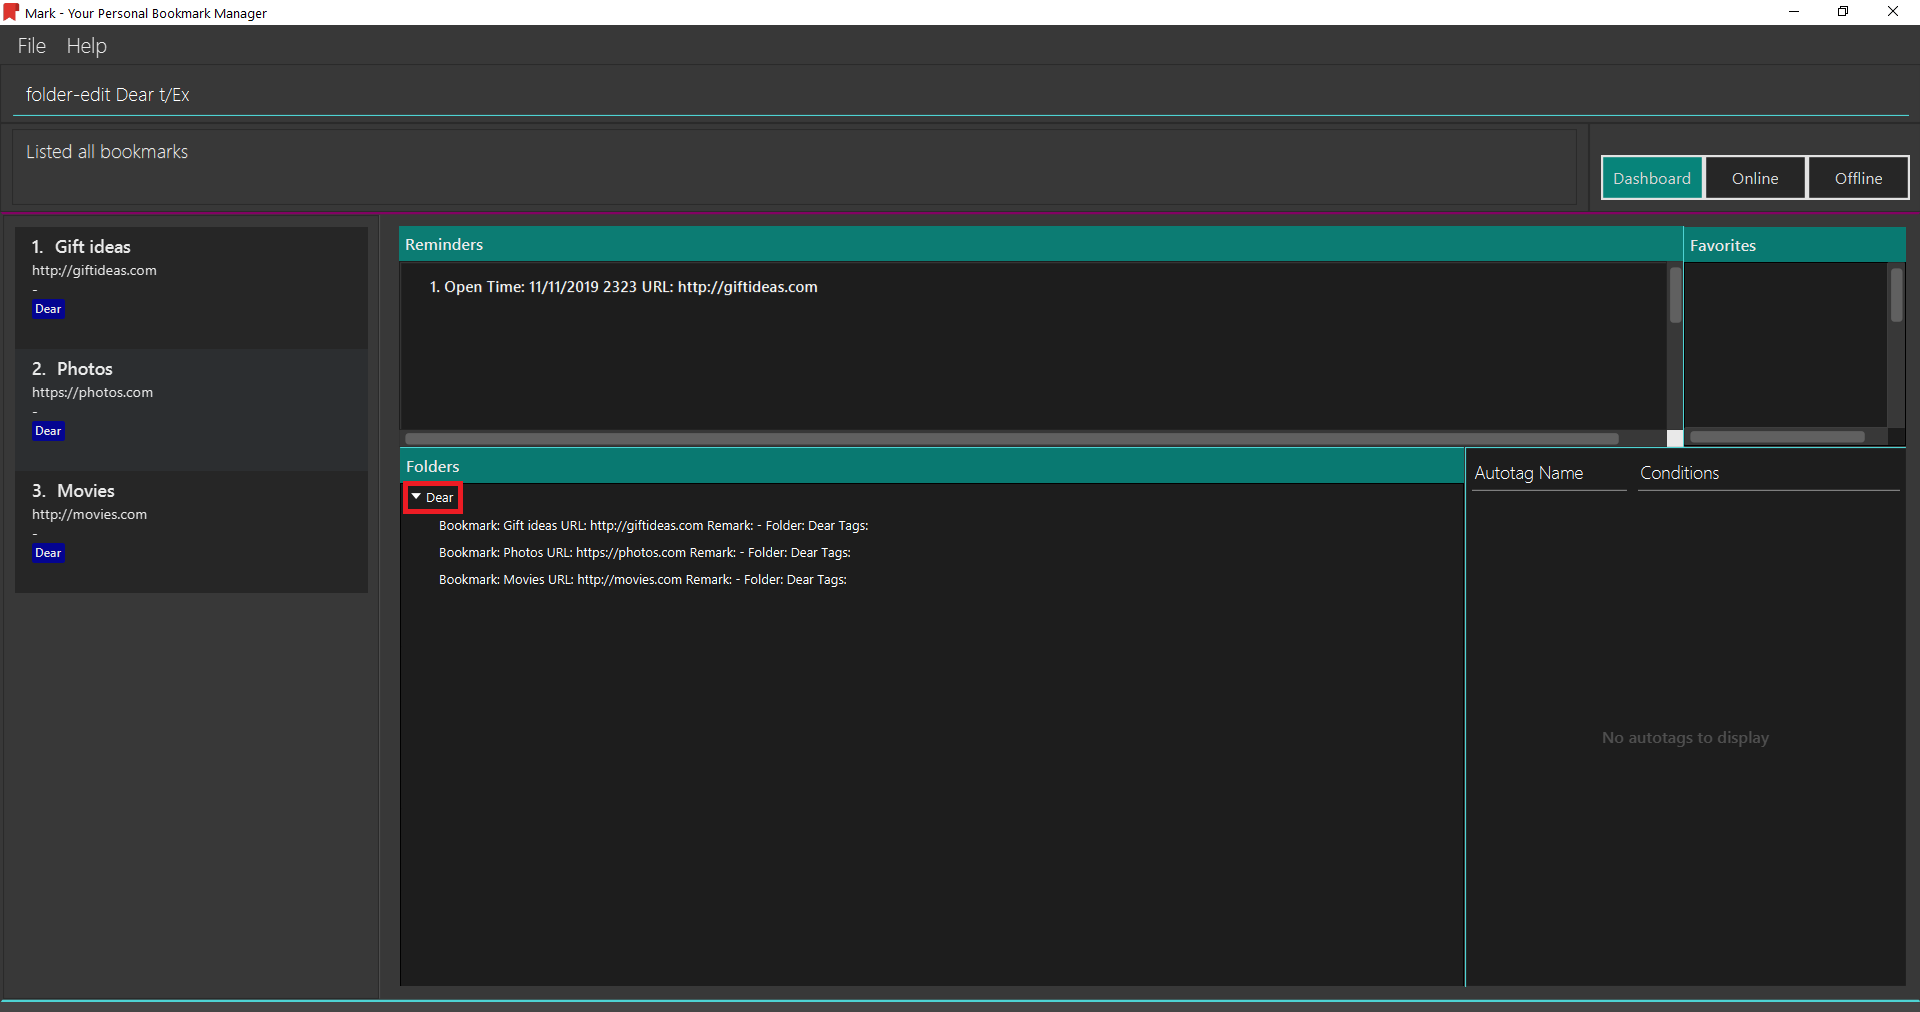 Mark - Your Personal Bookmark Manager
File Help
folder-edit Dear t/Ex
Listed all bookmarks
Dashboard Online Offline
1. Gift ideas
http://giftideas.com
-
Dear
2. Photos
https://photos.com
-
Dear
3. Movies
http://movies.com
-
Dear
Reminders
1. Open Time: 11/11/2019 2323 URL: http://giftideas.com
Favorites
Folders
Dear
Bookmark: Gift ideas URL: http://giftideas.com Remark: - Folder: Dear Tags:
Bookmark: Photos URL: https://photos.com Remark: - Folder: Dear Tags:
Bookmark: Movies URL: http://movies.com Remark: - Folder: Dear Tags:
Autotag Name Conditions
No autotags to display